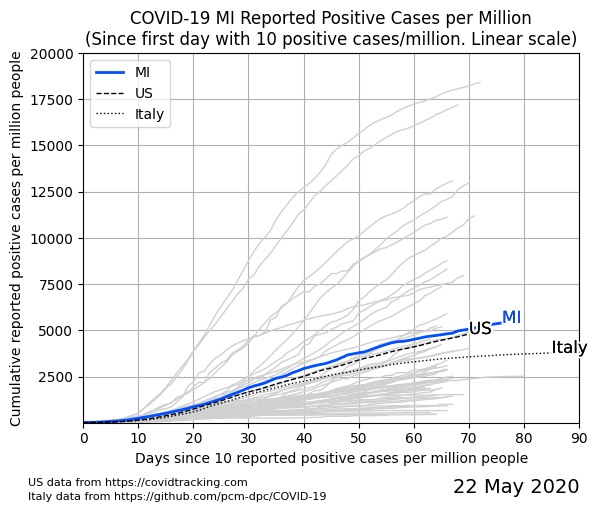 COVID-19 MI Reported Positive Cases per Million
(Since first day with 10 positive cases/million. Linear scale)
Cumulative reported positive cases per million people
20000
17500
15000
12500
10000
7500
5000
2500
MI
US
Italy
MI
US
Italy
0 10 20 30 40 50 60 70 80 90
Days since 10 reported positive cases per million people
US data from https://covidtracking.com
Italy data from https://github.com/pcm-dpc/COVID-19
22 May 2020